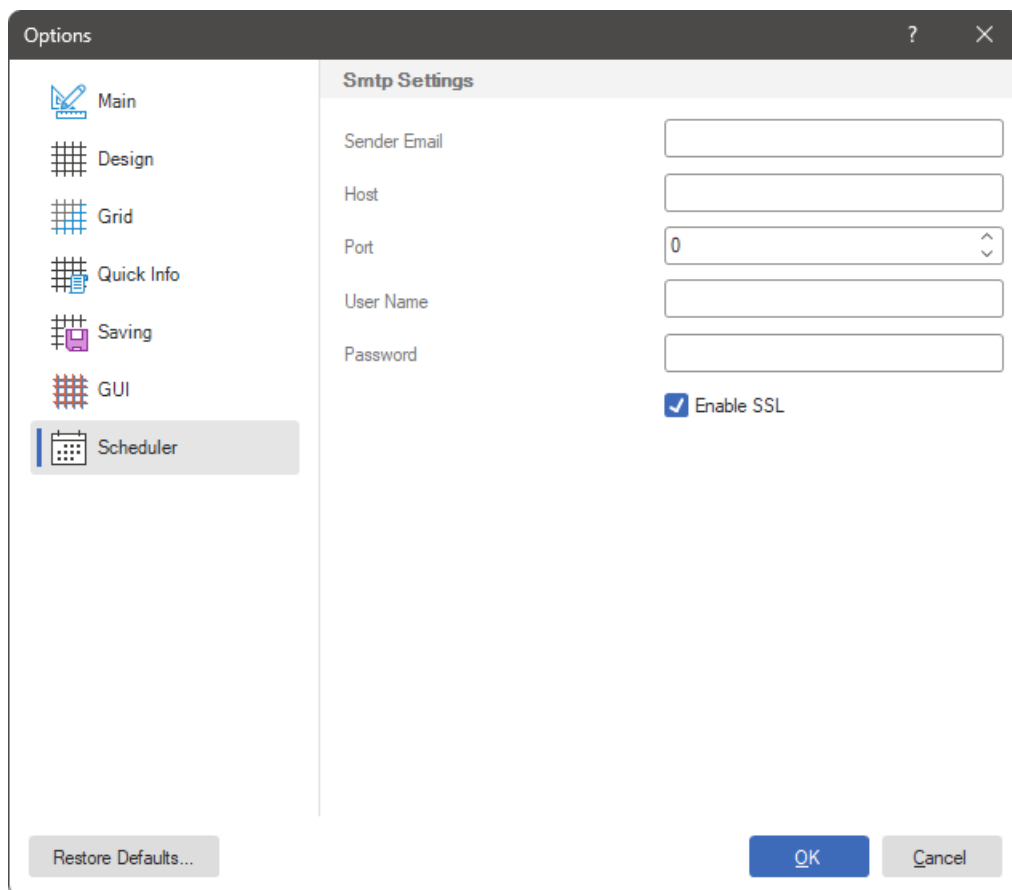 Options
?
Main
Design
Grid
Quick Info
Saving
GUI
Scheduler
Smtp Settings
Sender Email
Host
Port
0
User Name
Password
Enable SSL
Restore Defaults...
OK
Cancel